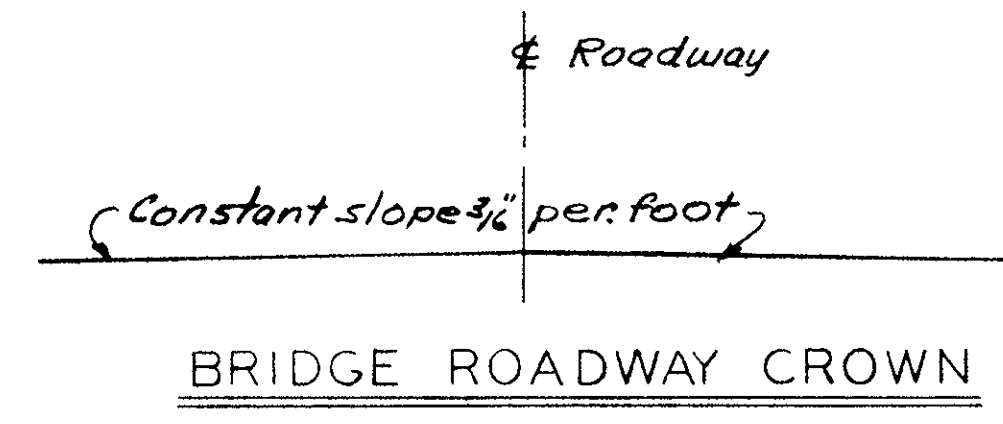 ℄ Roadway
Constant slope 3/16" per. foot
BRIDGE ROADWAY CROWN